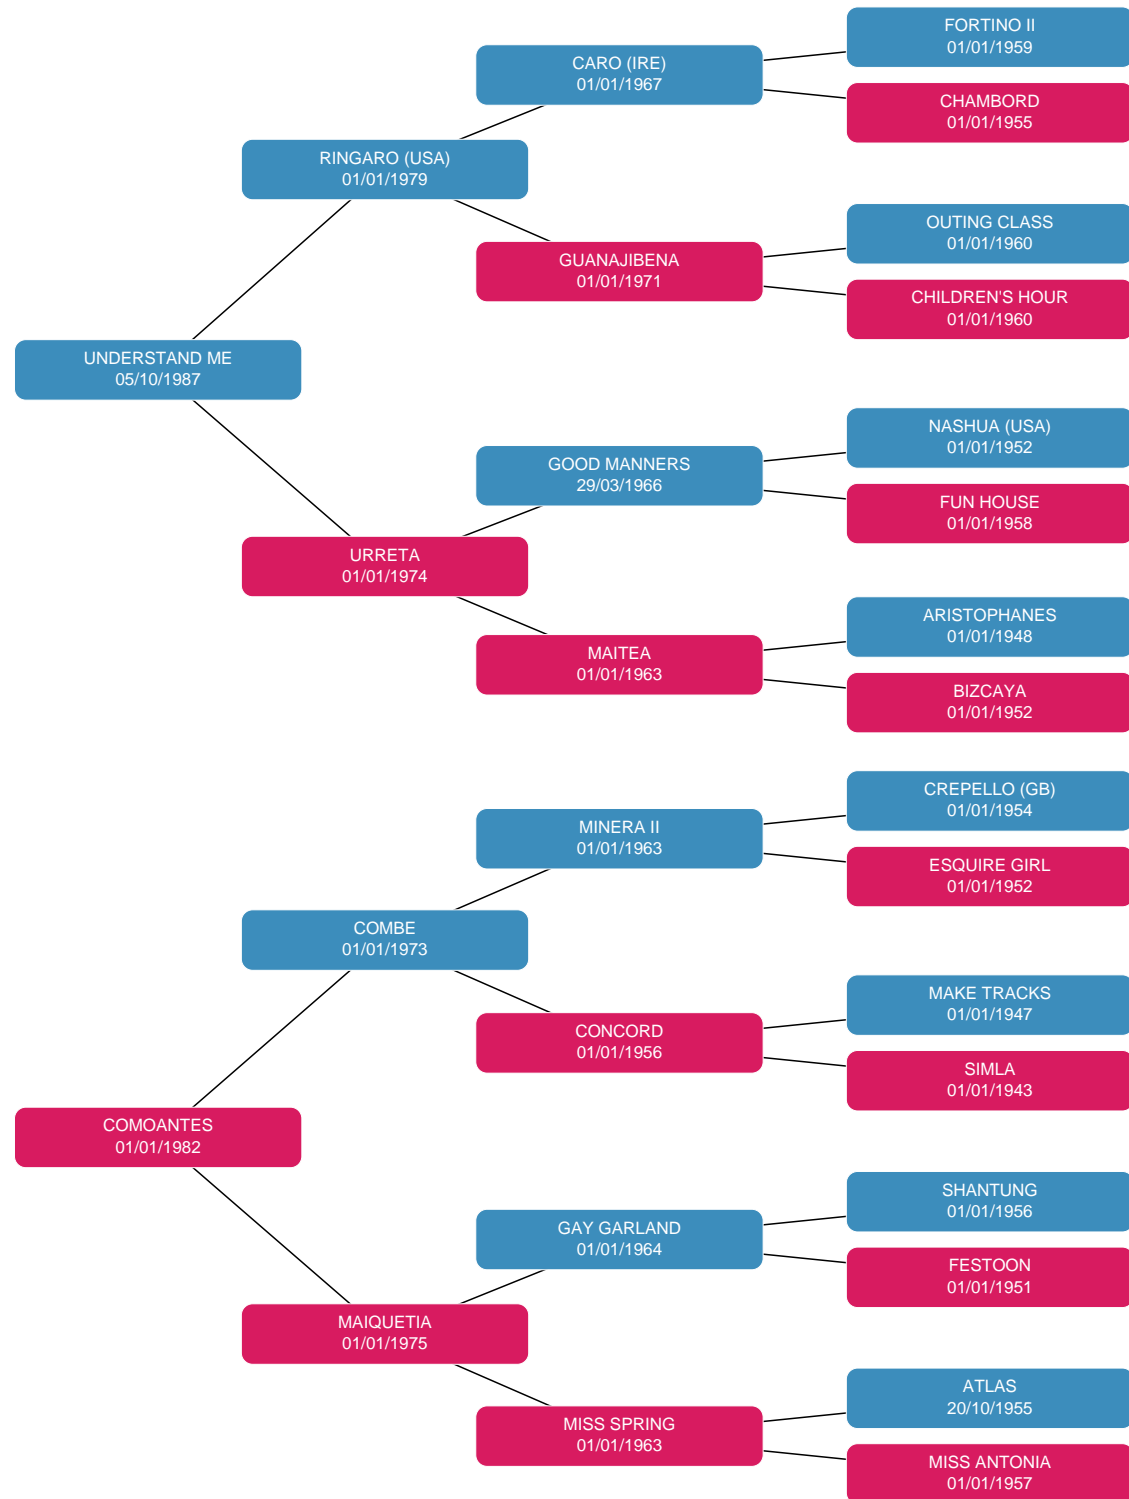 FORTINO II
01/01/1959
CARO (IRE)
01/01/1967
CHAMBORD
01/01/1955
RINGARO (USA)
01/01/1979
OUTING CLASS
01/01/1960
GUANAJIBENA
01/01/1971
CHILDREN'S HOUR
01/01/1960
UNDERSTAND ME
05/10/1987
NASHUA (USA)
01/01/1952
GOOD MANNERS
29/03/1966
FUN HOUSE
01/01/1958
URRETA
01/01/1974
ARISTOPHANES
01/01/1948
MAITEA
01/01/1963
BIZCAYA
01/01/1952
CREPELLO (GB)
01/01/1954
MINERA II
01/01/1963
ESQUIRE GIRL
01/01/1952
COMBE
01/01/1973
MAKE TRACKS
01/01/1947
CONCORD
01/01/1956
SIMLA
01/01/1943
COMOANTES
01/01/1982
SHANTUNG
01/01/1956
GAY GARLAND
01/01/1964
FESTOON
01/01/1951
MAIQUETIA
01/01/1975
ATLAS
20/10/1955
MISS SPRING
01/01/1963
MISS ANTONIA
01/01/1957